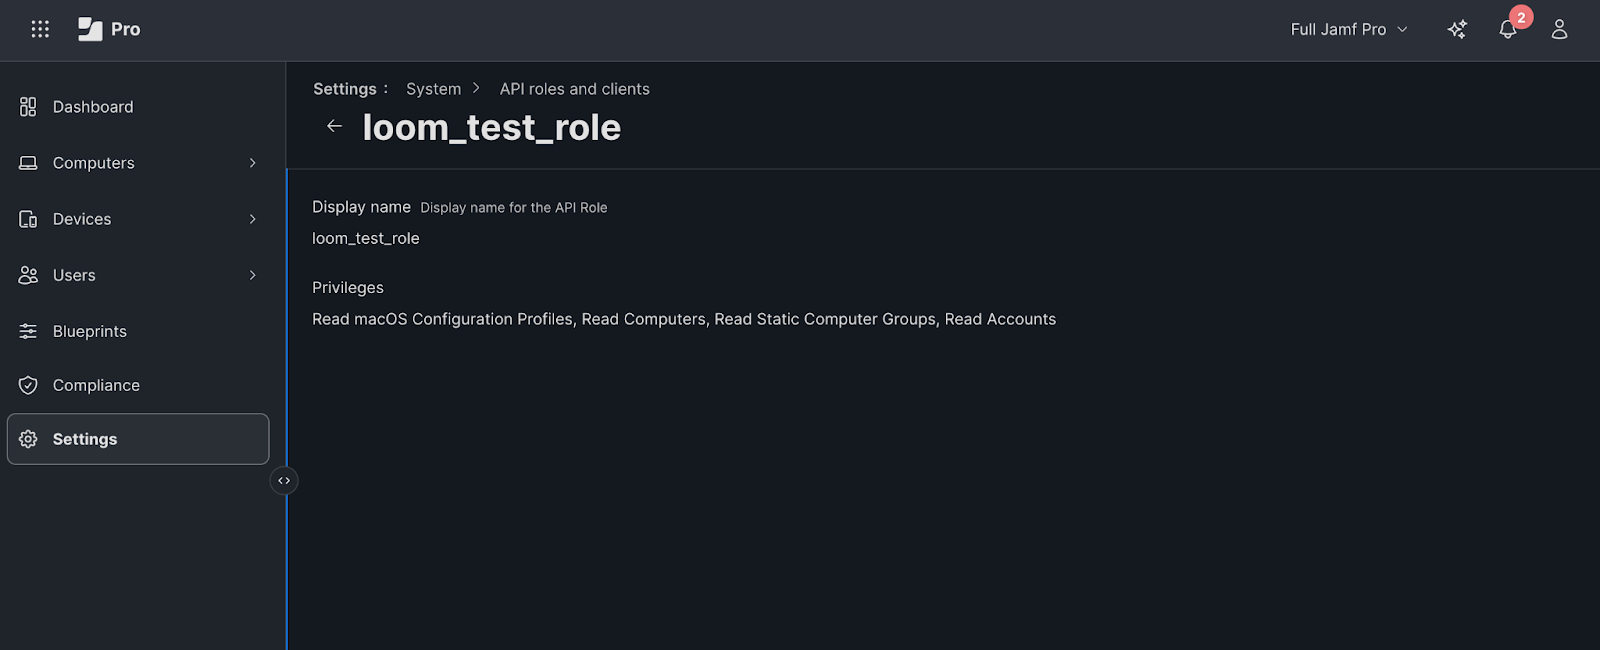 Pro
Full Jamf Pro
2
Dashboard
Computers
Devices
Users
Blueprints
Compliance
Settings
Settings : System > API roles and clients
← loom_test_role
Display name Display name for the API Role
loom_test_role
Privileges
Read macOS Configuration Profiles, Read Computers, Read Static Computer Groups, Read Accounts